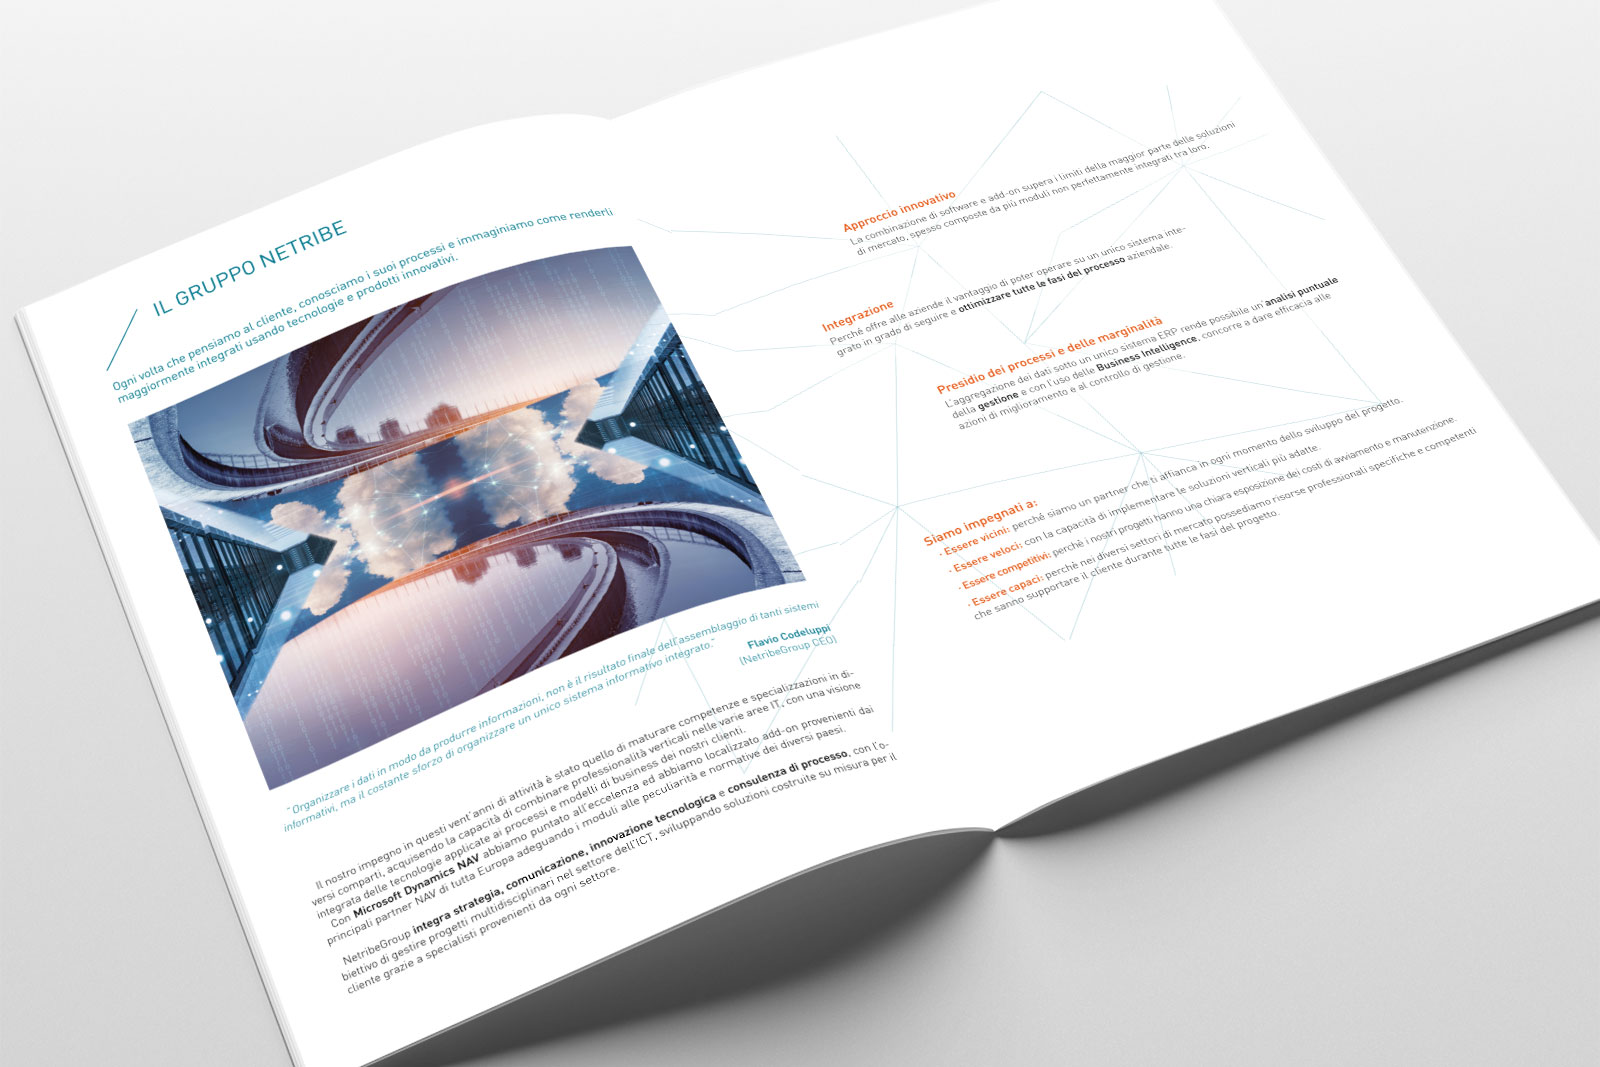 IL GRUPPO NETRIBE
Ogni volta che pensiamo al cliente, conosciamo i suoi processi e immaginiamo come renderli
maggiormente integrati usando tecnologie e prodotti innovativi.
"Organizzare i dati in modo da produrre informazioni, non è il risultato finale dell'assemblaggio di tanti sistemi
informativi, ma il costante sforzo di organizzare un unico sistema informativo integrato."
Flavio Codeluppi
(NetribeGroup CEO)
Il nostro impegno in questi vent'anni di attività è stato quello di maturare competenze e specializzazioni in di-
versi comparti, acquisendo la capacità di combinare professionalità verticali nelle varie aree IT, con una visione
integrata delle tecnologie applicate ai processi e modelli di business dei nostri clienti.
Con Microsoft Dynamics NAV abbiamo puntato all'eccelenza ed abbiamo localizzato add-on provenienti dai
principali partner NAV di tutta Europa adeguando i moduli alle peculiarità e normative dei diversi paesi.
NetribeGroup integra strategia, comunicazione, innovazione tecnologica e consulenza di processo, con l'o-
biettivo di gestire progetti multidisciplinari nel settore dell'ICT, sviluppando soluzioni costruite su misura per il
cliente grazie a specialisti provenienti da ogni settore.
Approccio innovativo
La combinazione di software e add-on supera i limiti della maggior parte delle soluzioni
di mercato, spesso composte da più moduli non perfettamente integrati tra loro.
Integrazione
Perché offre alle aziende il vantaggio di poter operare su un unico sistema inte-
grato in grado di seguire e ottimizzare tutte le fasi del processo aziendale.
Presidio dei processi e delle marginalità
L'aggregazione dei dati sotto un unico sistema ERP rende possibile un'analisi puntuale
della gestione e con l'uso delle Business Intelligence, concorre a dare efficacia alle
azioni di miglioramento e al controllo di gestione.
Siamo impegnati a:
· Essere vicini: perché siamo un partner che ti affianca in ogni momento dello sviluppo del progetto.
· Essere veloci: con la capacità di implementare le soluzioni verticali più adatte.
· Essere competitivi: perchè i nostri progetti hanno una chiara esposizione dei costi di avviamento e manutenzione.
· Essere capaci: perchè nei diversi settori di mercato possediamo risorse professionali specifiche e competenti
che sanno supportare il cliente durante tutte le fasi del progetto.